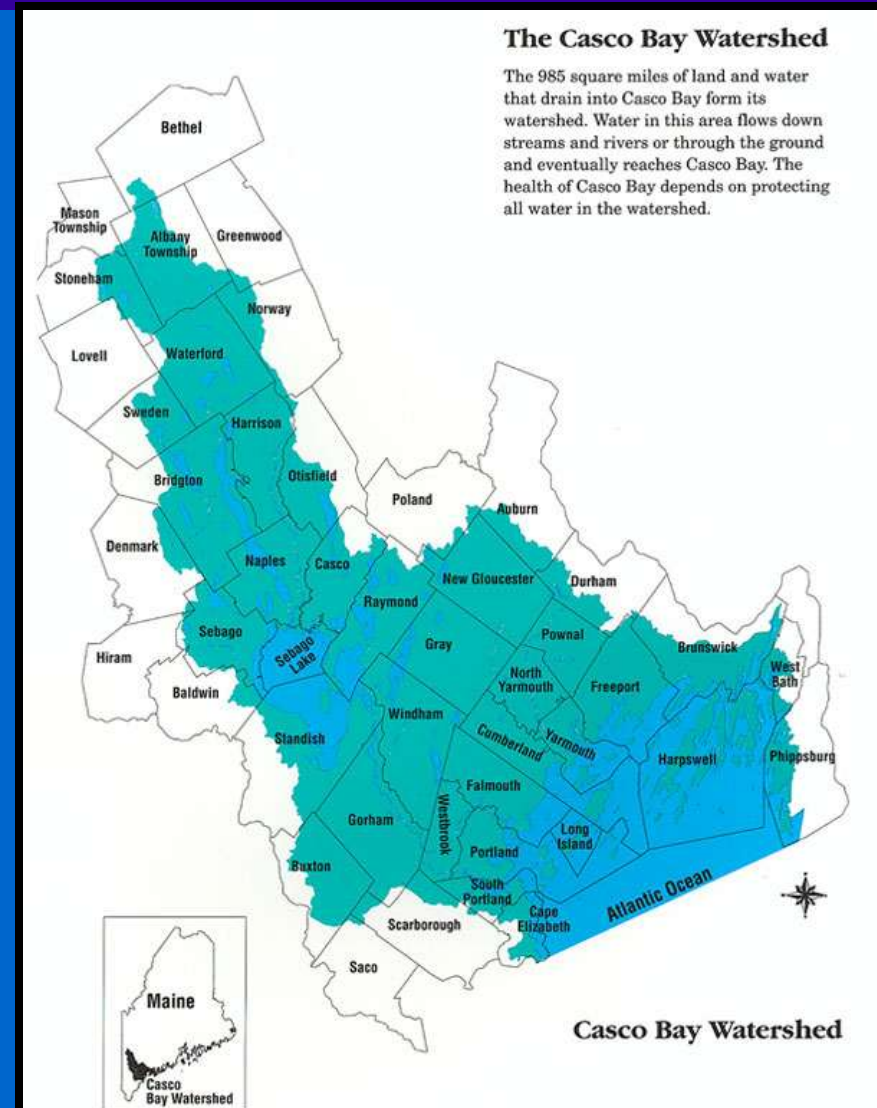 The Casco Bay Watershed
The 985 square miles of land and water
that drain into Casco Bay form its
watershed. Water in this area flows down
streams and rivers or through the ground
and eventually reaches Casco Bay. The
health of Casco Bay depends on protecting
all water in the watershed.
Bethel
Mason
Township
Albany
Township
Greenwood
Stoneham
Norway
Lovell
Waterford
Sweden
Harrison
Bridgton
Otisfield
Poland
Auburn
Denmark
Naples
Casco
New Gloucester
Durham
Raymond
Sebago
Pownal
Gray
Brunswick
Hiram
Sebago
Lake
North
Yarmouth
Freeport
West
Bath
Baldwin
Windham
Standish
Cumberland
Yarmouth
Harpswell
Phippsburg
Falmouth
Gorham
Westbrook
Long
Island
Portland
Buxton
South
Portland
Atlantic Ocean
Cape
Elizabeth
Scarborough
Saco
Maine
Casco
Bay Watershed
Casco Bay Watershed